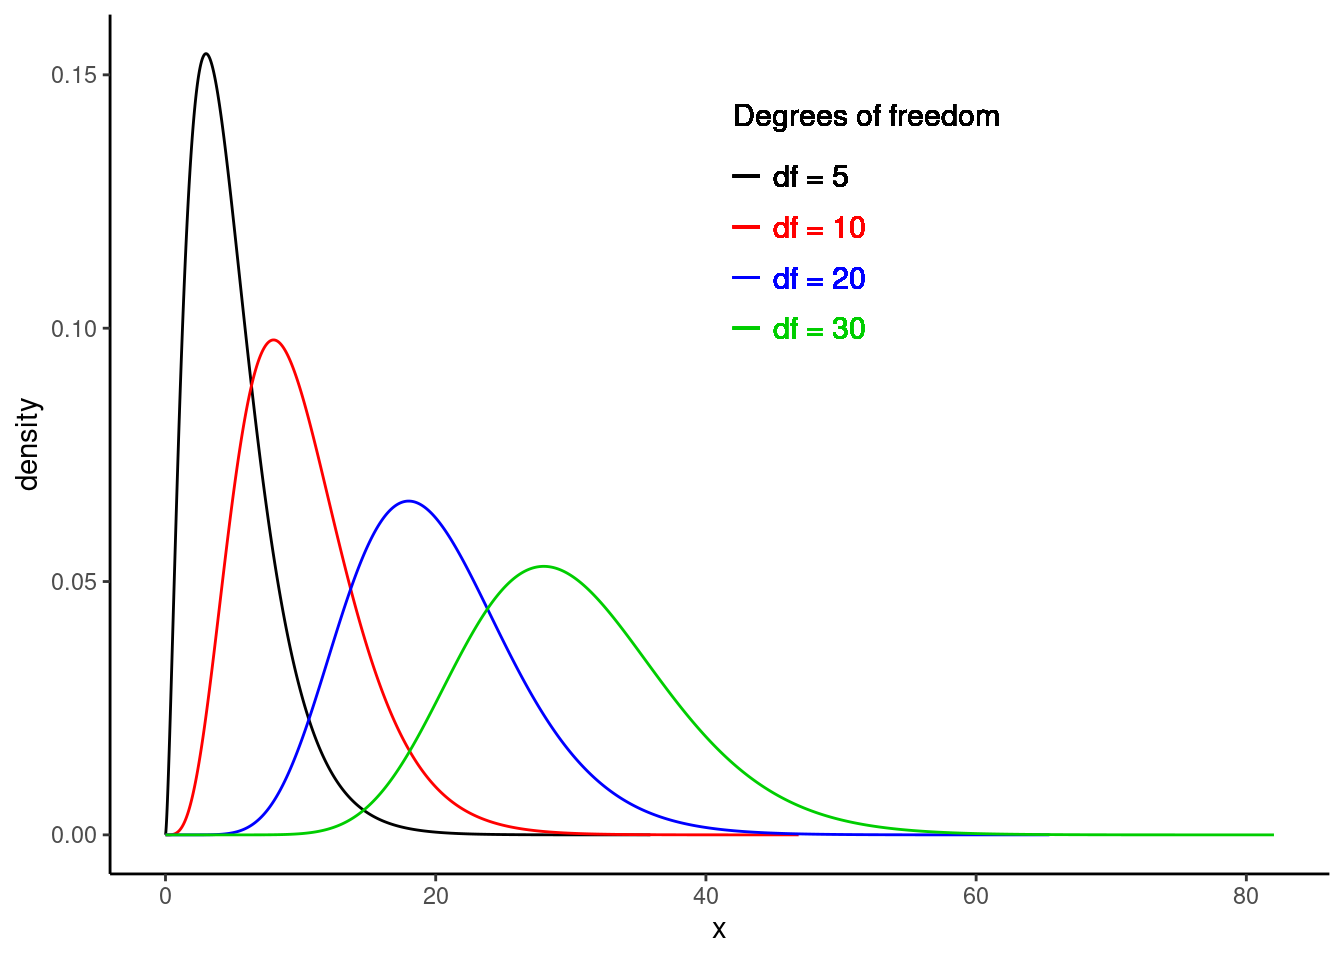 0.15
0.10
0.05
0.00
density
Degrees of freedom
df = 5
df = 10
df = 20
df = 30
0 20 40 60 80
x